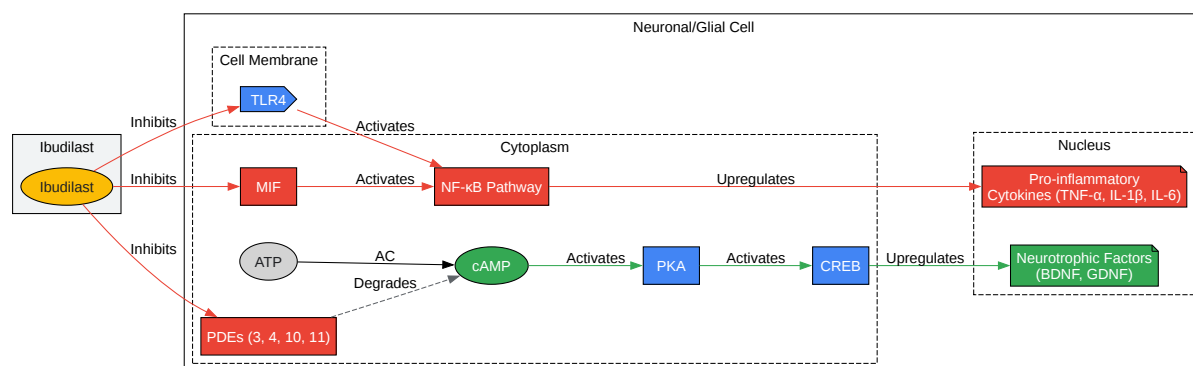 Neuronal/Glial Cell
Cell Membrane
TLR4
Inhibits
Activates
Ibudilast
Cytoplasm
Nucleus
Ibudilast
Inhibits
MIF
Activates
NF-κB Pathway
Upregulates
Pro-inflammatory
Cytokines (TNF-α, IL-1β, IL-6)
Inhibits
ATP
AC
cAMP
Activates
PKA
Activates
CREB
Upregulates
Neurotrophic Factors
(BDNF, GDNF)
Degrades
PDEs (3, 4, 10, 11)